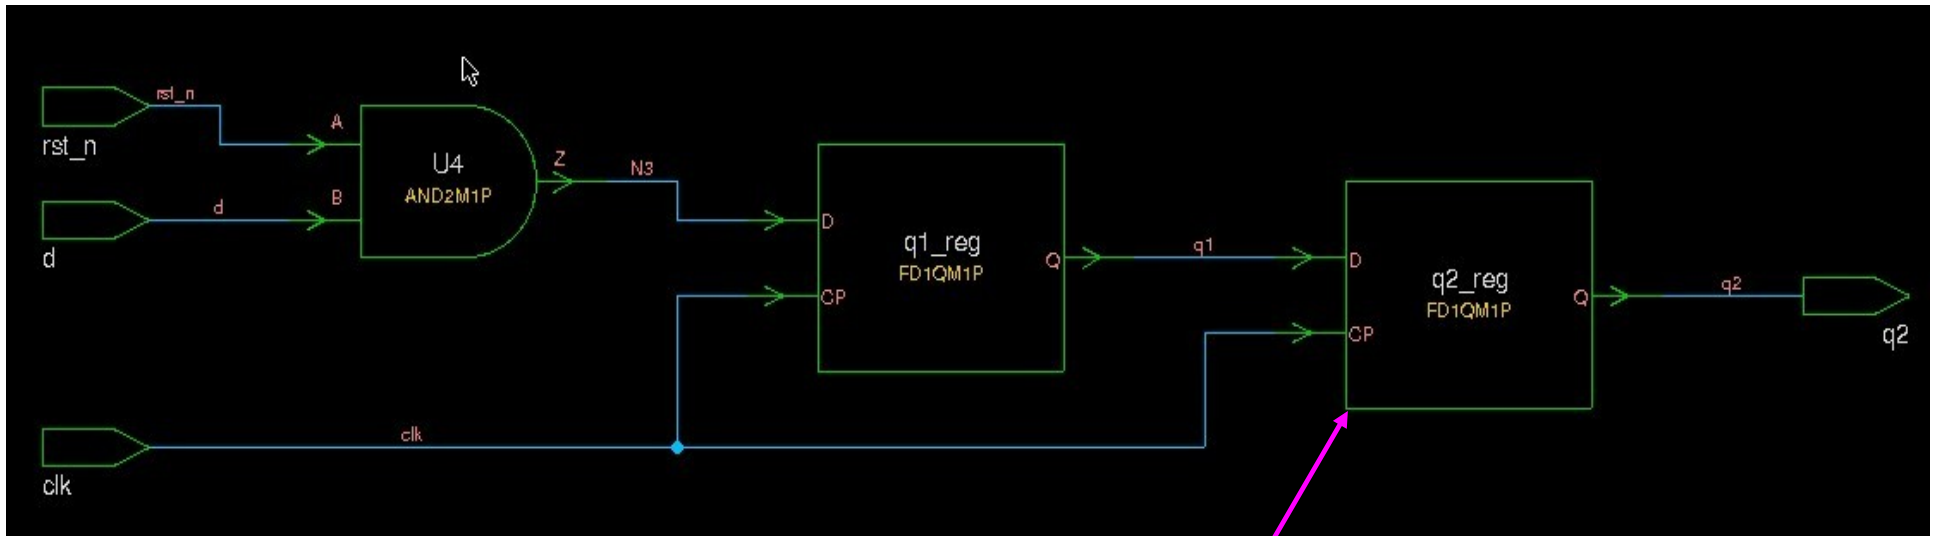 rst_n
rst_n
A
U4
AND2M1P
Z
N3
B
d
d
D
q1_reg
FD1QM1P
Q
CP
q1
D
q2_reg
FD1QM1P
Q
CP
q2
q2
clk
clk